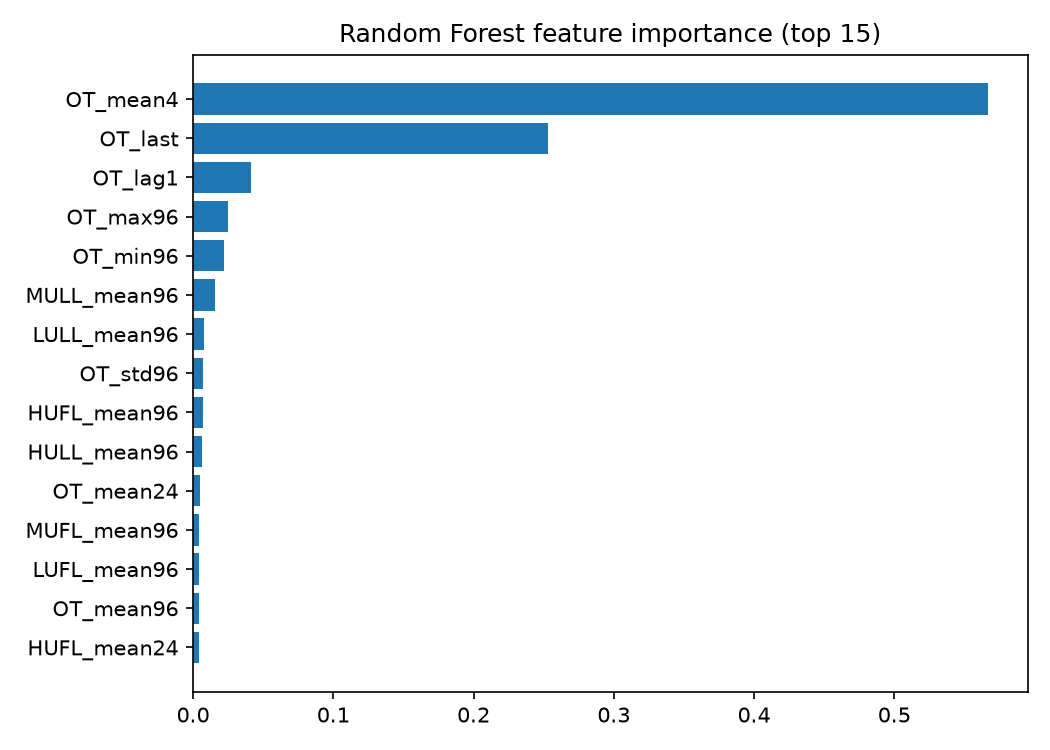 Random Forest feature importance (top 15)
OT_mean4
OT_last
OT_lag1
OT_max96
OT_min96
MULL_mean96
LULL_mean96
OT_std96
HUFL_mean96
HULL_mean96
OT_mean24
MUFL_mean96
LUFL_mean96
OT_mean96
HUFL_mean24
0.0 0.1 0.2 0.3 0.4 0.5